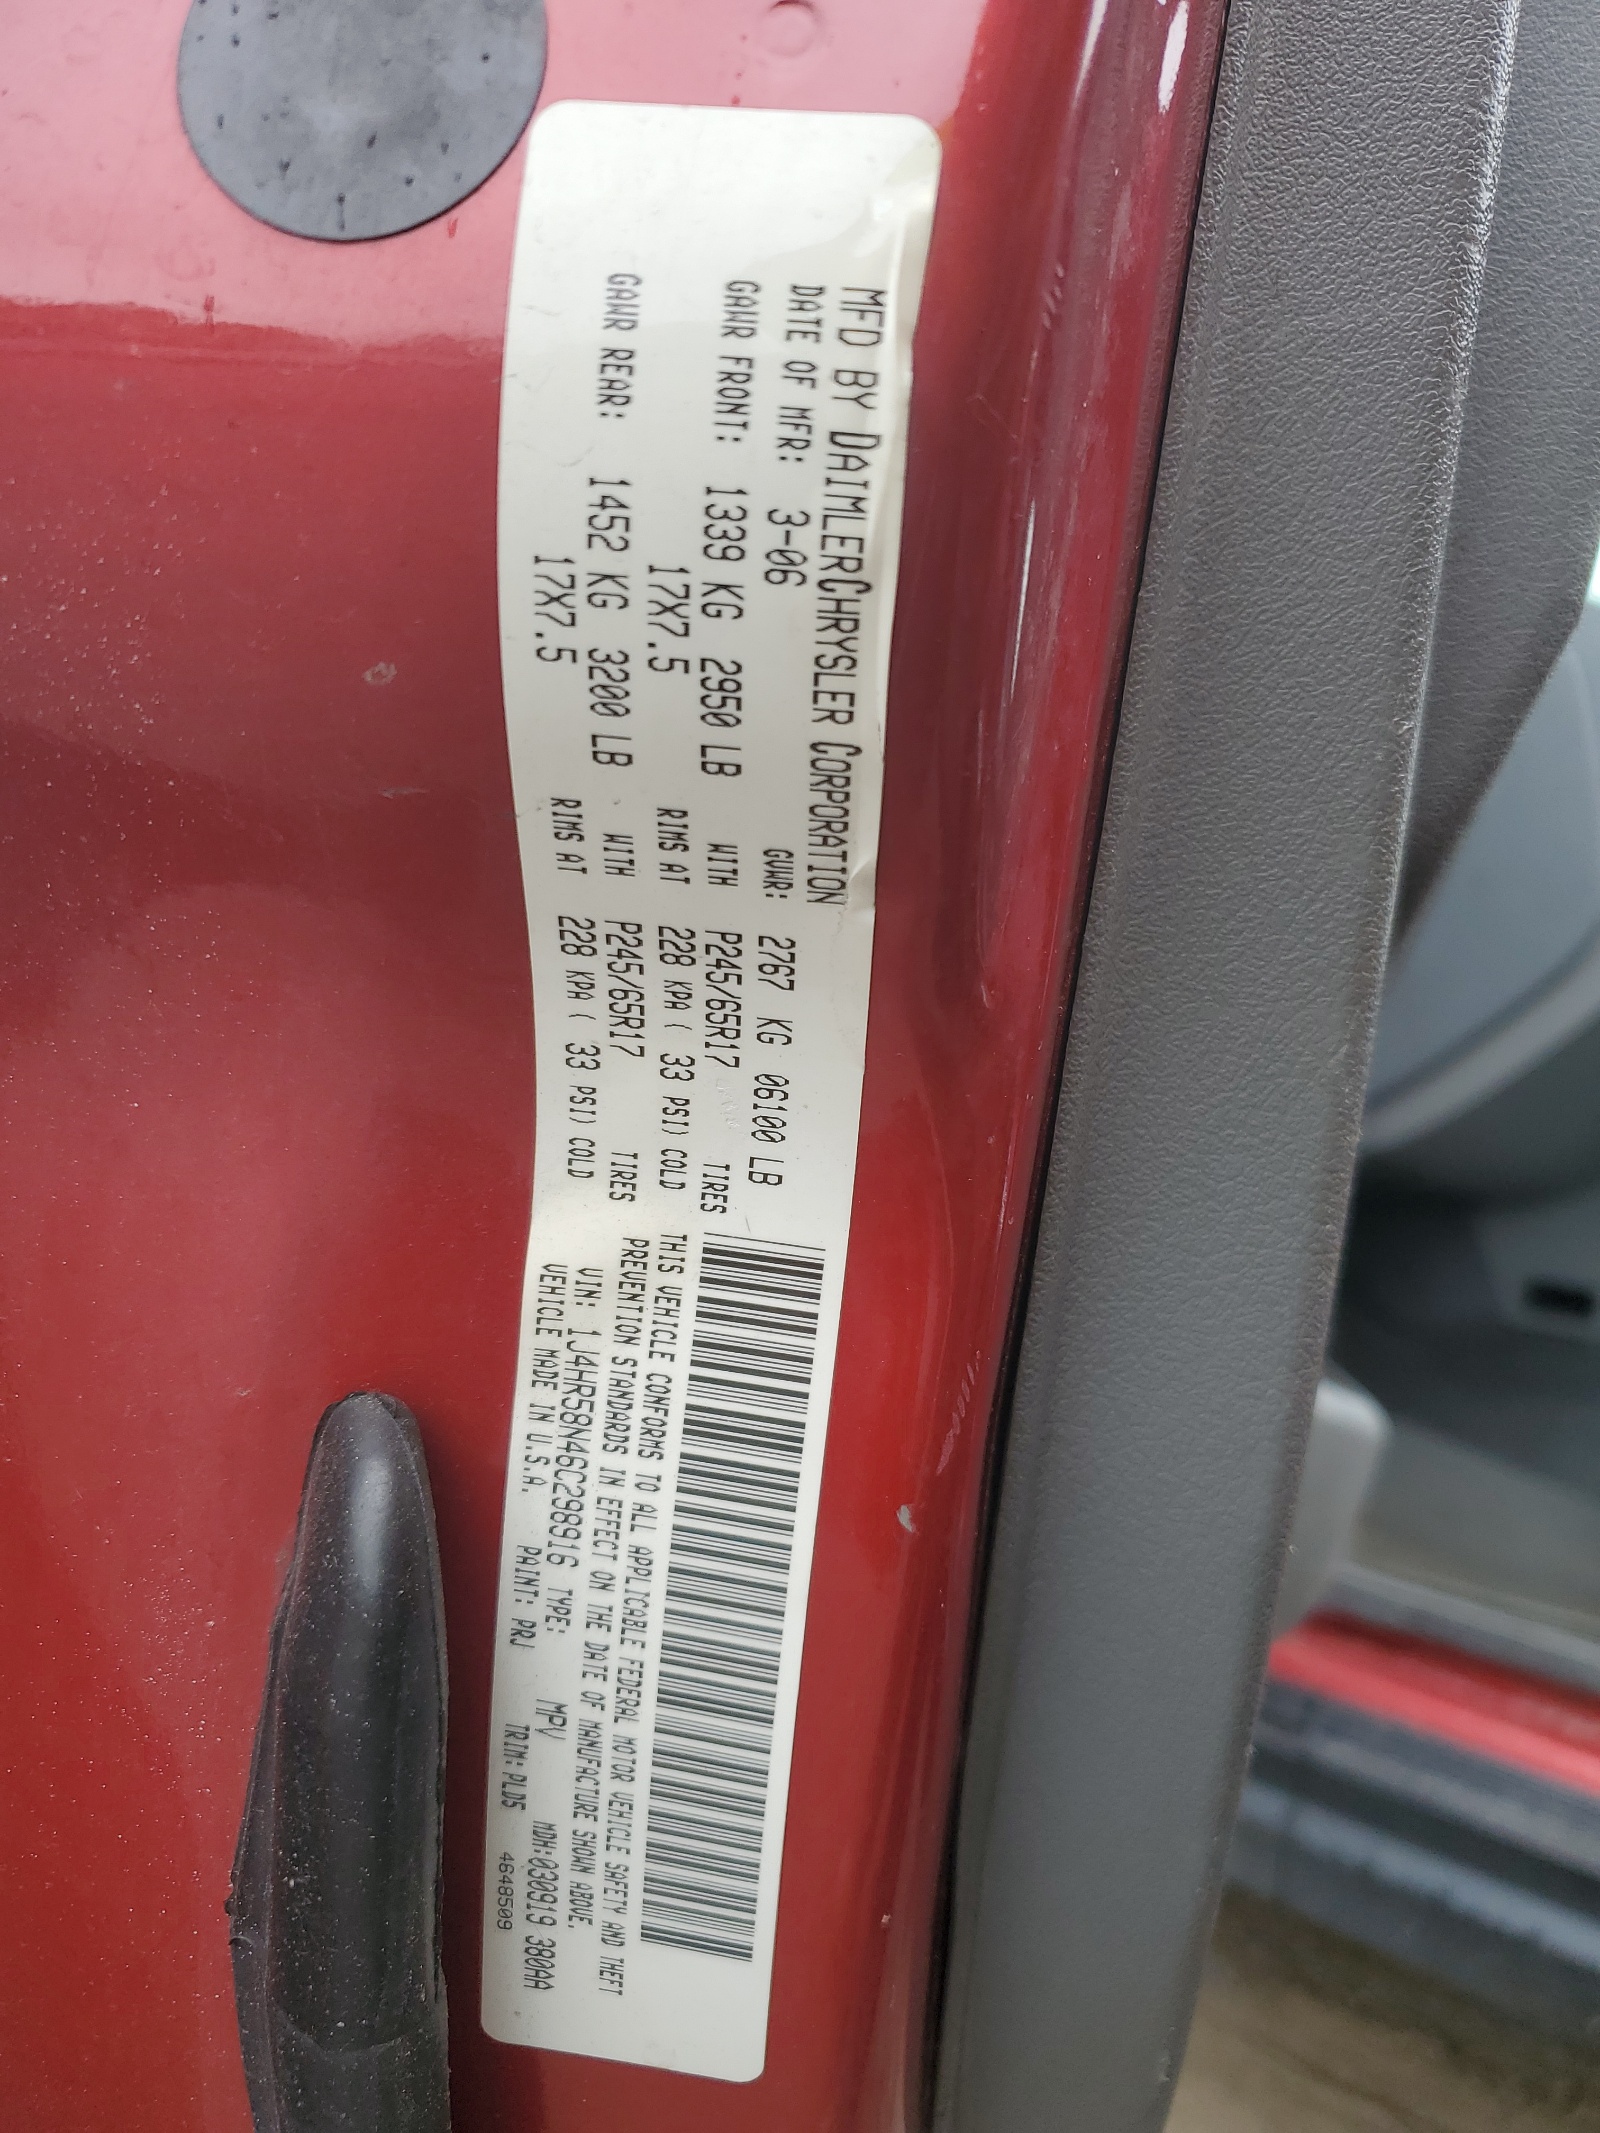 MFD BY DAIMLERCHRYSLER CORPORATION
DATE OF MFR: 3-06 GVWR: 2767 KG 06100 LB
GAWR FRONT: 1339 KG 2950 LB WITH P245/65R17 TIRES
17X7.5 RIMS AT 228 KPA ( 33 PSI) COLD
GAWR REAR: 1452 KG 3200 LB WITH P245/65R17 TIRES
17X7.5 RIMS AT 228 KPA ( 33 PSI) COLD
THIS VEHICLE CONFORMS TO ALL APPLICABLE FEDERAL MOTOR VEHICLE SAFETY AND THEFT
PREVENTION STANDARDS IN EFFECT ON THE DATE OF MANUFACTURE SHOWN ABOVE.
VIN: 1J4HR58N46C298916 TYPE: MPV MDH:030919 380AA
VEHICLE MADE IN U.S.A. PAINT: PRJ TRIM: PLD5 4648509